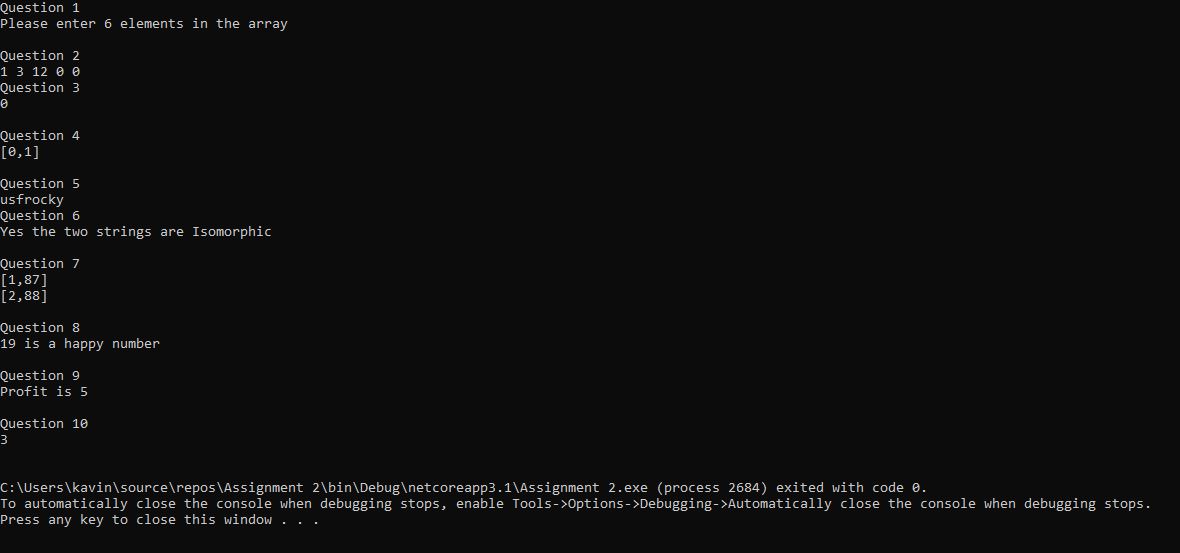 Question 1
Please enter 6 elements in the array
Question 2
1 3 12 0 0
Question 3
0
Question 4
[0,1]
Question 5
usfrocky
Question 6
Yes the two strings are Isomorphic
Question 7
[1,87]
[2,88]
Question 8
19 is a happy number
Question 9
Profit is 5
Question 10
3
C:\Users\kavin\source\repos\Assignment 2\bin\Debug\netcoreapp3.1\Assignment 2.exe (process 2684) exited with code 0.
To automatically close the console when debugging stops, enable Tools->Options->Debugging->Automatically close the console when debugging stops.
Press any key to close this window . . .